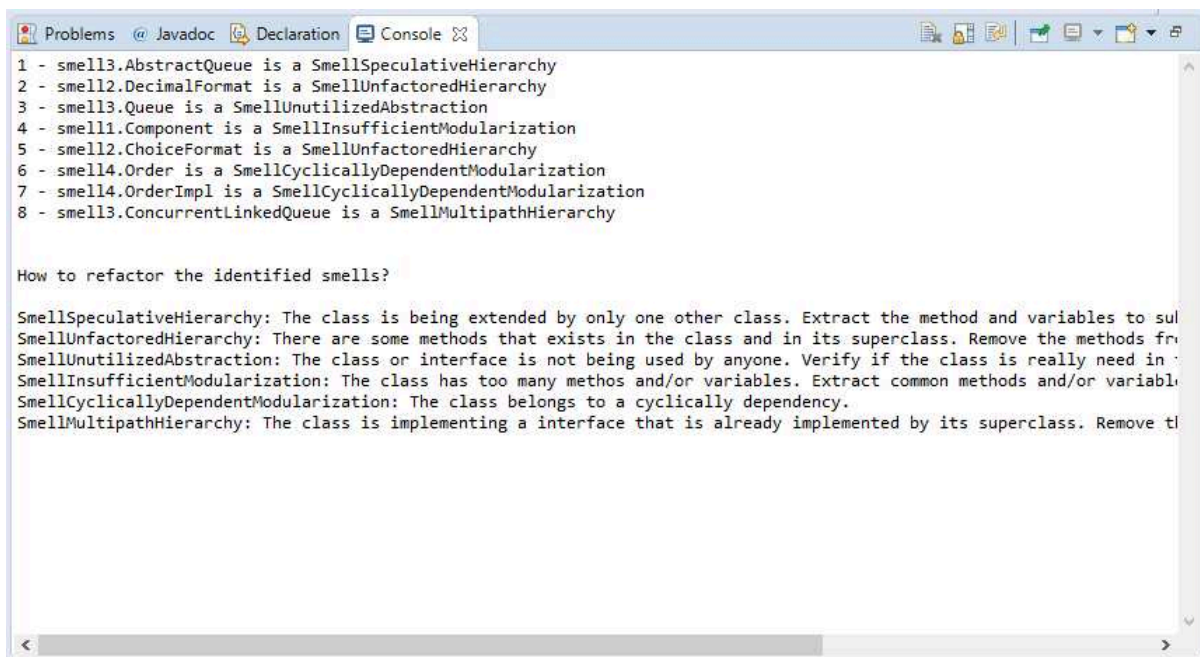 Problems @ Javadoc Declaration Console
1 - smell3.AbstractQueue is a SmellSpeculativeHierarchy
2 - smell2.DecimalFormat is a SmellUnfactoredHierarchy
3 - smell3.Queue is a SmellUnutilizedAbstraction
4 - smell1.Component is a SmellInsufficientModularization
5 - smell2.ChoiceFormat is a SmellUnfactoredHierarchy
6 - smell4.Order is a SmellCyclicallyDependentModularization
7 - smell4.OrderImpl is a SmellCyclicallyDependentModularization
8 - smell3.ConcurrentLinkedQueue is a SmellMultipathHierarchy
How to refactor the identified smells?
SmellSpeculativeHierarchy: The class is being extended by only one other class. Extract the method and variables to
SmellUnfactoredHierarchy: There are some methods that exists in the class and in its superclass. Remove the methods
SmellUnutilizedAbstraction: The class or interface is not being used by anyone. Verify if the class is really need in
SmellInsufficientModularization: The class has too many methos and/or variables. Extract common methods and/or
SmellCyclicallyDependentModularization: The class belongs to a cyclically dependency.
SmellMultipathHierarchy: The class is implementing a interface that is already implemented by its superclass. Remove